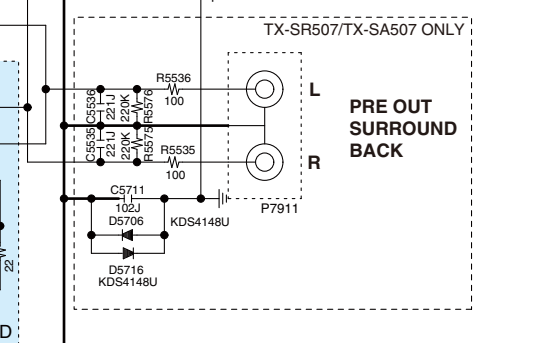 TX-SR507/TX-SA507 ONLY
R5536
100
L
C5536
221J
220K
R5576
PRE OUT
SURROUND
BACK
C5535
221J
220K
R5575
R5535
100
R
C5711
102J
P7911
D5706
KDS4148U
D5716
KDS4148U
22
D